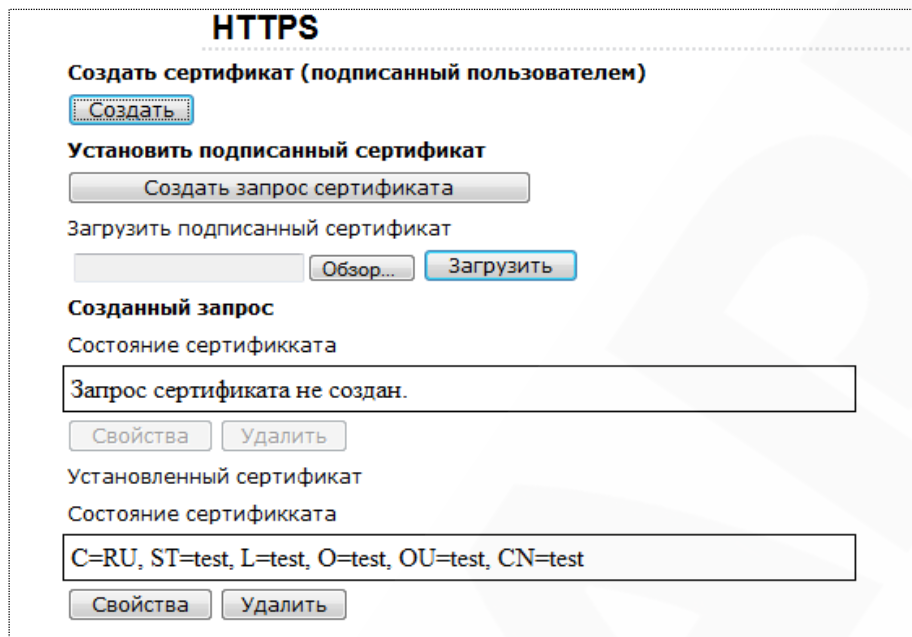 HTTPS
Создать сертификат (подписанный пользователем)
Создать
Установить подписанный сертификат
Создать запрос сертификата
Загрузить подписанный сертификат
Обзор... Загрузить
Созданный запрос
Состояние сертификката
Запрос сертификата не создан.
Свойства Удалить
Установленный сертификат
Состояние сертификката
C=RU, ST=test, L=test, O=test, OU=test, CN=test
Свойства Удалить